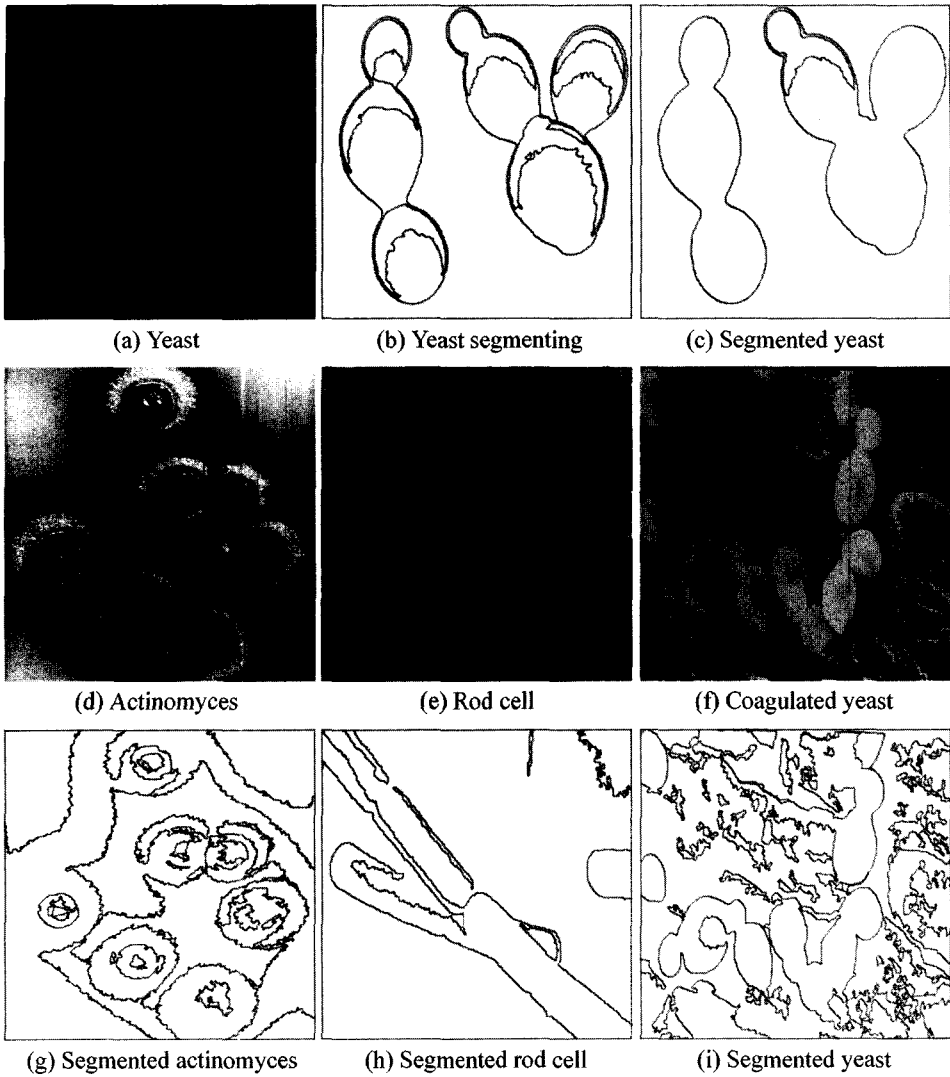 (a) Yeast
(b) Yeast segmenting
(c) Segmented yeast
(d) Actinomyces
(e) Rod cell
(f) Coagulated yeast
(g) Segmented actinomyces
(h) Segmented rod cell
(i) Segmented yeast